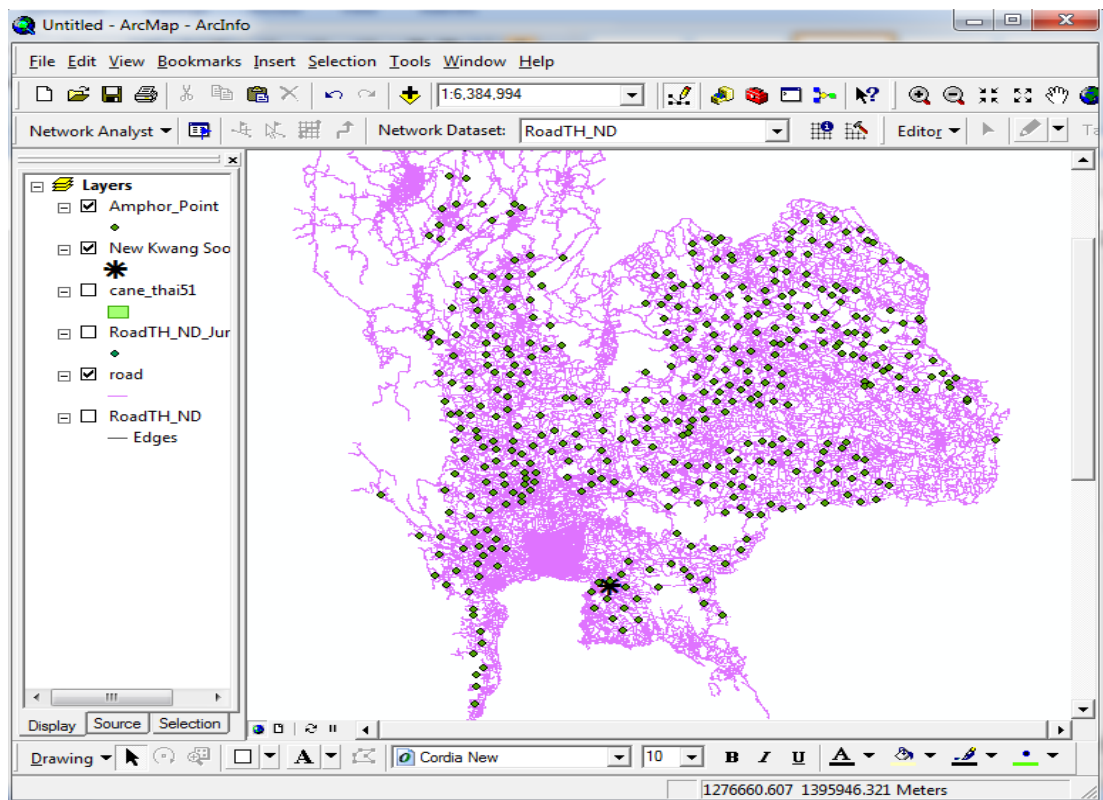 Untitled - ArcMap - ArcInfo
File Edit View Bookmarks Insert Selection Tools Window Help
1:6,384,994
Network Analyst Network Dataset: RoadTH_ND Editor Ta
Layers
Amphor_Point
New Kwang Soo
cane_thai51
RoadTH_ND_Jur
road
RoadTH_ND
Edges
Display Source Selection
Drawing A Cordia New 10 B I U A
1276660.607 1395946.321 Meters